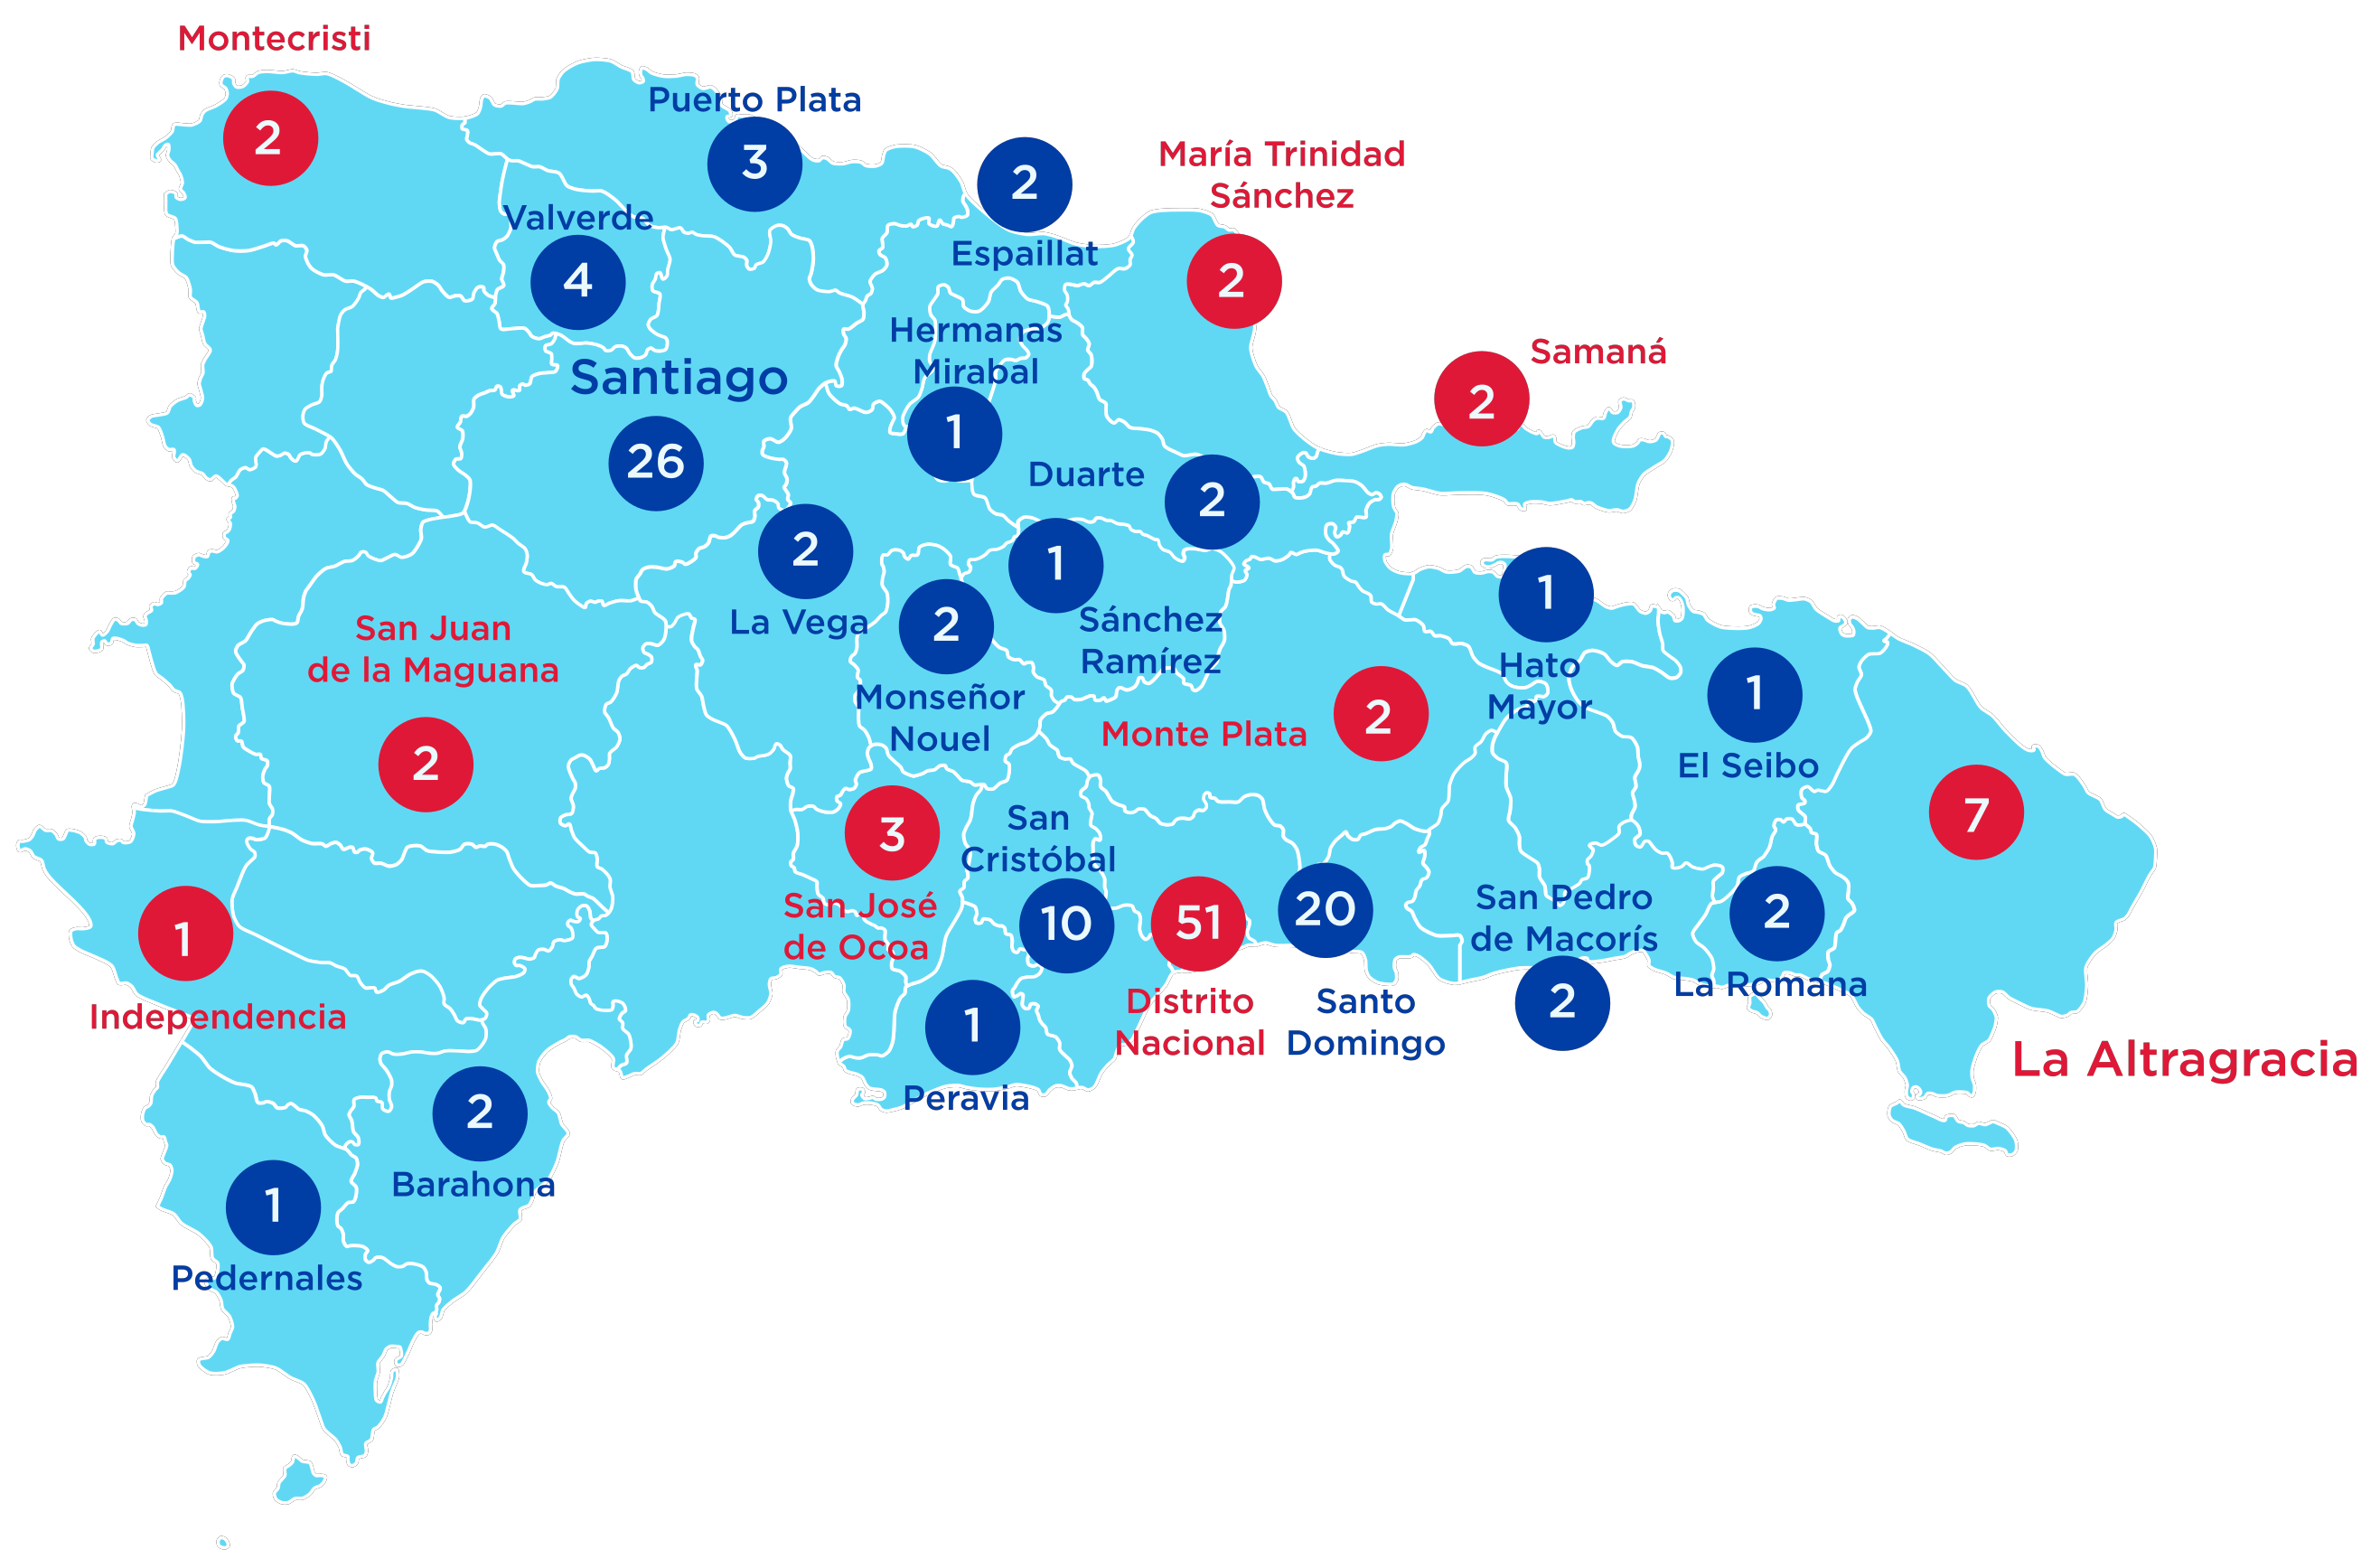 Montecristi
2
Puerto Plata
3
2
Espaillat
María Trinidad
Sánchez
2
Valverde
4
Hermanas
Mirabal
1
Samaná
2
Santiago
26
Duarte
2
2
La Vega
1
Sánchez
Ramírez
2
Monseñor
Nouel
1
Hato
Mayor
San Juan
de la Maguana
2
Monte Plata
2
1
El Seibo
7
La Altragracia
3
San José
de Ocoa
San
Cristóbal
10
51
Distrito
Nacional
20
Santo
Domingo
San Pedro
de Macorís
2
2
La Romana
1
Independencia
1
Peravia
2
Barahona
1
Pedernales